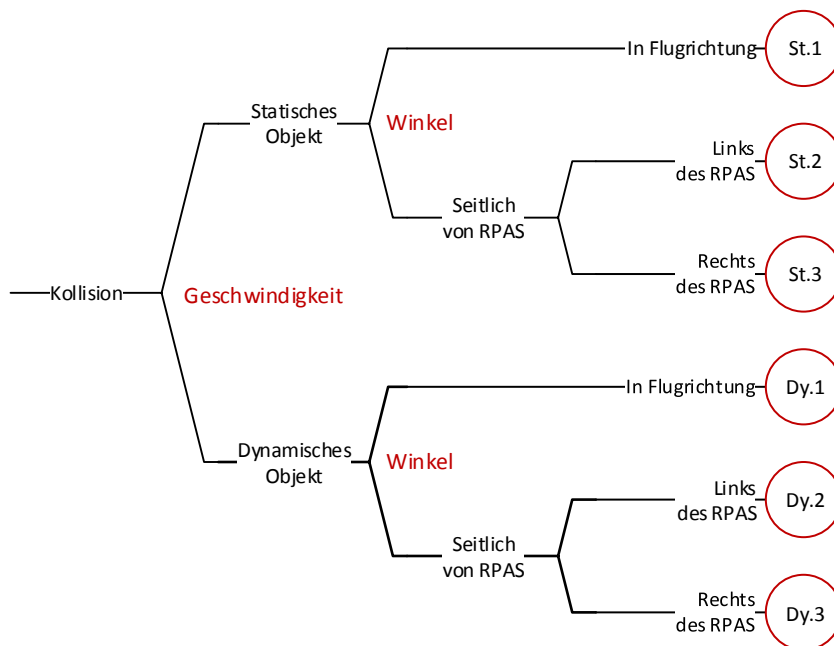 In Flugrichtung
St.1
Statisches
Objekt
Winkel
Links
des RPAS
St.2
Seitlich
von RPAS
Rechts
des RPAS
St.3
Kollision
Geschwindigkeit
In Flugrichtung
Dy.1
Dynamisches
Objekt
Winkel
Links
des RPAS
Dy.2
Seitlich
von RPAS
Rechts
des RPAS
Dy.3